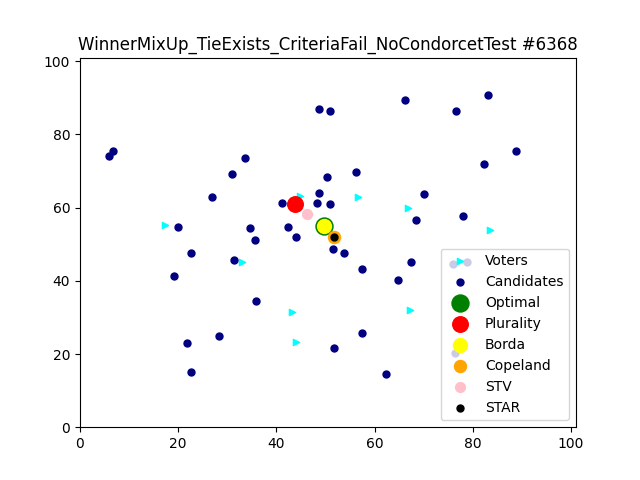 WinnerMixUp_TieExists_CriteriaFail_NoCondorcetTest #6368
100
80
60
40
20
0
0
20
40
60
80
100
Voters
Candidates
Optimal
Plurality
Borda
Copeland
STV
STAR